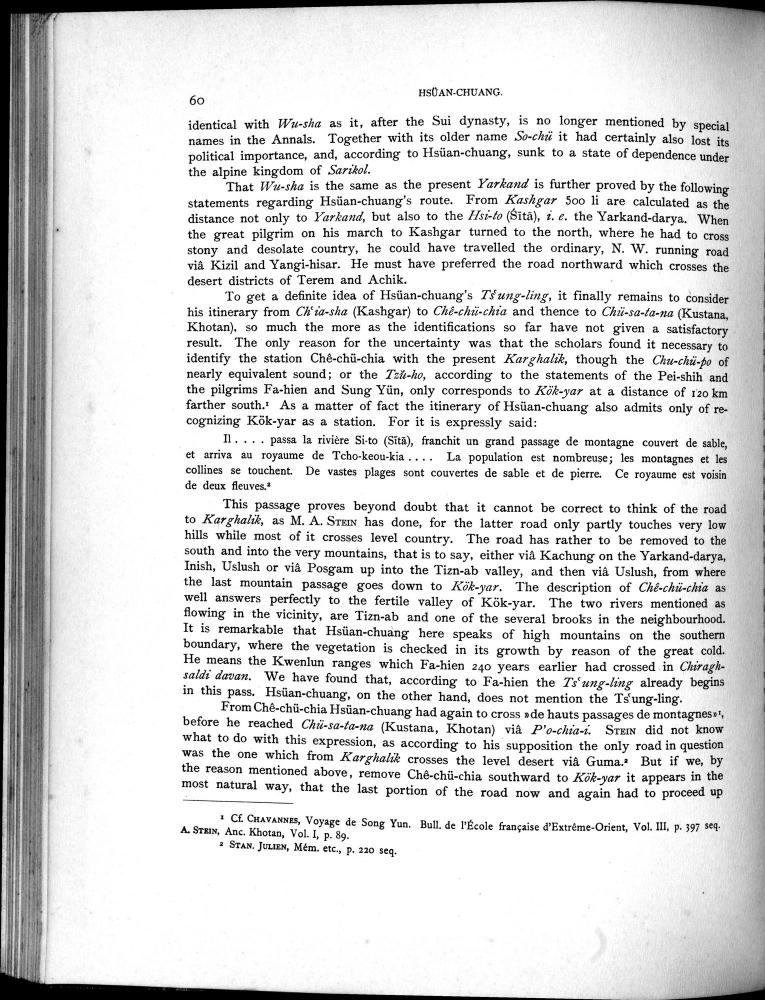 60
HSÜAN-CHUANG.
identical with Wu-sha as it, after the Sui dynasty, is no longer mentioned by special
names in the Annals. Together with its older name So-chü it had certainly also lost its
political importance, and, according to Hsüan-chuang, sunk to a state of dependence under
the alpine kingdom of Sarikol.
That Wu-sha is the same as the present Yarkand is further proved by the following
statements regarding Hsüan-chuang's route. From Kashgar 500 li are calculated as the
distance not only to Yarkand, but also to the Hsi-to (Śītā), i. e. the Yarkand-darya. When
the great pilgrim on his march to Kashgar turned to the north, where he had to cross
stony and desolate country, he could have travelled the ordinary, N. W. running road
viâ Kizil and Yangi-hisar. He must have preferred the road northward which crosses the
desert districts of Terem and Achik.
To get a definite idea of Hsüan-chuang's Tsʻung-ling, it finally remains to consider
his itinerary from Chʻia-sha (Kashgar) to Chê-chü-chia and thence to Chü-sa-ta-na (Kustana,
Khotan), so much the more as the identifications so far have not given a satisfactory
result. The only reason for the uncertainty was that the scholars found it necessary to
identify the station Chê-chü-chia with the present Karghalik, though the Chu-chü-po of
nearly equivalent sound; or the Tzŭ-ho, according to the statements of the Pei-shih and
the pilgrims Fa-hien and Sung Yün, only corresponds to Kök-yar at a distance of 120 km
farther south.¹ As a matter of fact the itinerary of Hsüan-chuang also admits only of re-
cognizing Kök-yar as a station. For it is expressly said:
Il . . . . passa la rivière Si-to (Sītā), franchit un grand passage de montagne couvert de sable,
et arriva au royaume de Tcho-keou-kia . . . . La population est nombreuse; les montagnes et les
collines se touchent. De vastes plages sont couvertes de sable et de pierre. Ce royaume est voisin
de deux fleuves.²
This passage proves beyond doubt that it cannot be correct to think of the road
to Karghalik, as M. A. STEIN has done, for the latter road only partly touches very low
hills while most of it crosses level country. The road has rather to be removed to the
south and into the very mountains, that is to say, either viâ Kachung on the Yarkand-darya,
Inish, Uslush or viâ Posgam up into the Tizn-ab valley, and then viâ Uslush, from where
the last mountain passage goes down to Kök-yar. The description of Chê-chü-chia as
well answers perfectly to the fertile valley of Kök-yar. The two rivers mentioned as
flowing in the vicinity, are Tizn-ab and one of the several brooks in the neighbourhood.
It is remarkable that Hsüan-chuang here speaks of high mountains on the southern
boundary, where the vegetation is checked in its growth by reason of the great cold.
He means the Kwenlun ranges which Fa-hien 240 years earlier had crossed in Chiragh-
saldi davan. We have found that, according to Fa-hien the Tsʻung-ling already begins
in this pass. Hsüan-chuang, on the other hand, does not mention the Tsʻung-ling.
From Chê-chü-chia Hsüan-chuang had again to cross »de hauts passages de montagnes»¹,
before he reached Chü-sa-ta-na (Kustana, Khotan) viâ P'o-chia-i. STEIN did not know
what to do with this expression, as according to his supposition the only road in question
was the one which from Karghalik crosses the level desert viâ Guma.² But if we, by
the reason mentioned above, remove Chê-chü-chia southward to Kök-yar it appears in the
most natural way, that the last portion of the road now and again had to proceed up
¹ Cf. CHAVANNES, Voyage de Song Yun. Bull. de l'École française d'Extrême-Orient, Vol. III, p. 397 seq.
A. STEIN, Anc. Khotan, Vol. I, p. 89.
² STAN. JULIEN, Mém. etc., p. 220 seq.